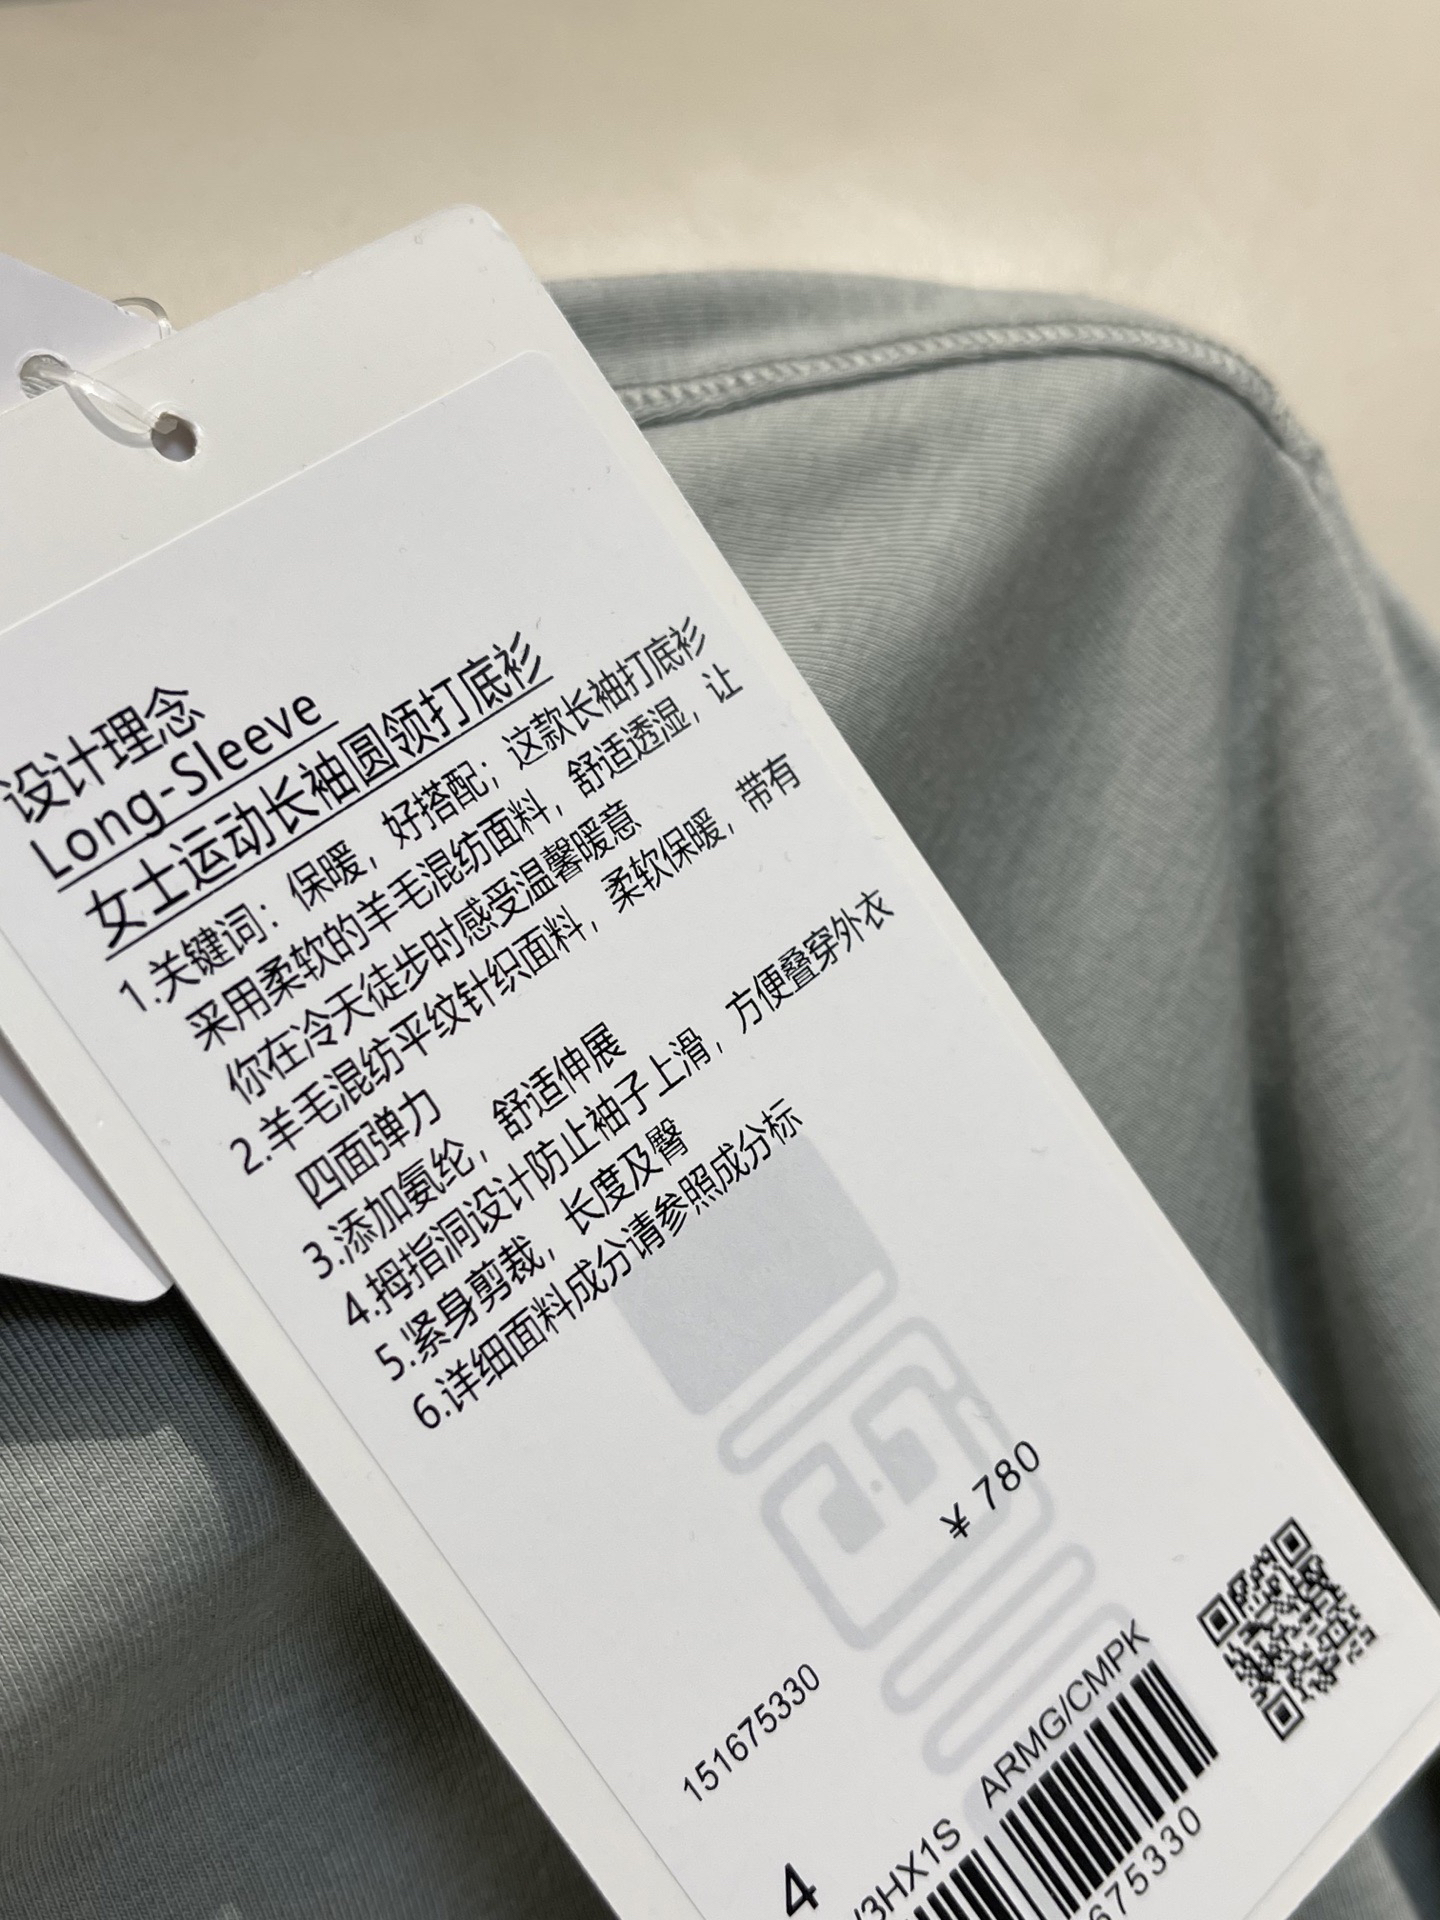 设计理念
Long-Sleeve
女士运动长袖圆领打底衫
1.关键词：保暖，好搭配；这款长袖打底衫
采用柔软的羊毛混纺面料，舒适透湿，让
你在冷天徒步时感受温馨暖意
2.羊毛混纺平纹针织面料，柔软保暖，带有
四面弹力
3.添加氨纶，舒适伸展
4.拇指洞设计防止袖子上滑，方便叠穿外衣
5.紧身剪裁，长度及臀
6.详细面料成分请参照成分标
¥ 780
151675330
4
3HX1S ARMG/CMPK
675330